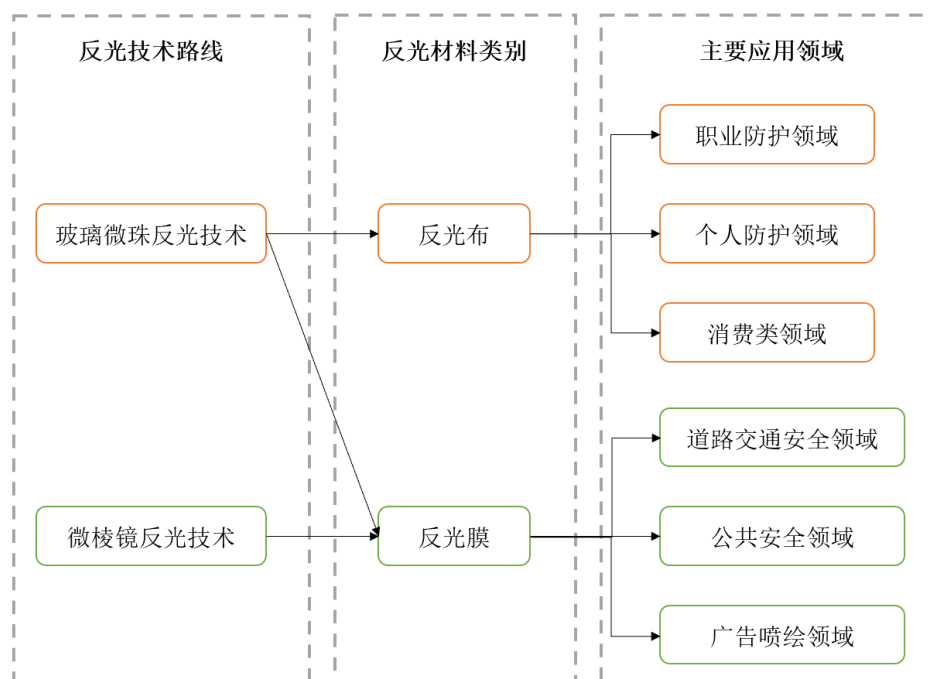 反光技术路线
反光材料类别
主要应用领域
职业防护领域
玻璃微珠反光技术
反光布
个人防护领域
消费类领域
道路交通安全领域
微棱镜反光技术
反光膜
公共安全领域
广告喷绘领域